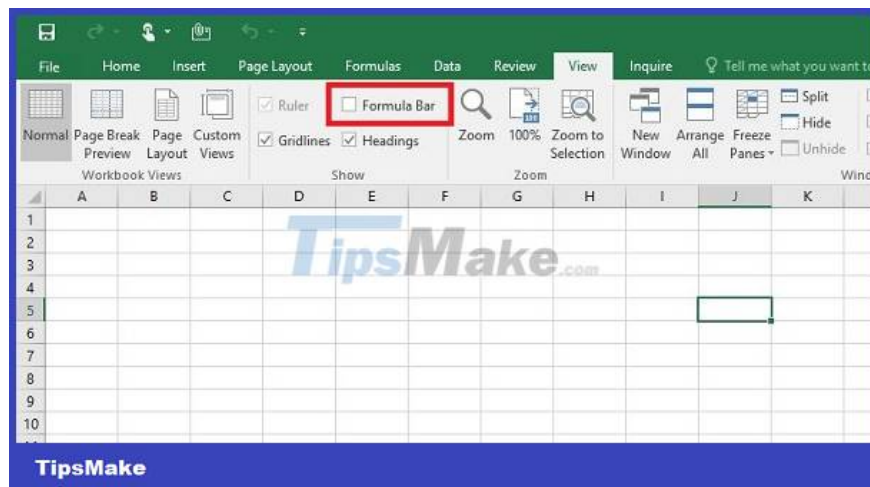 File Home Insert Page Layout Formulas Data Review View Inquire Tell me what you want
Ruler Formula Bar Split
Hide
Normal Page Break Page Custom Gridlines Headings Zoom 100% Zoom to New Arrange Freeze
Preview Layout Views Selection Window All Panes Unhide
Workbook Views Show Zoom
A B C D E F G H I J K
1
2
TipsMake.com
3
4
5
6
7
8
9
10
TipsMake